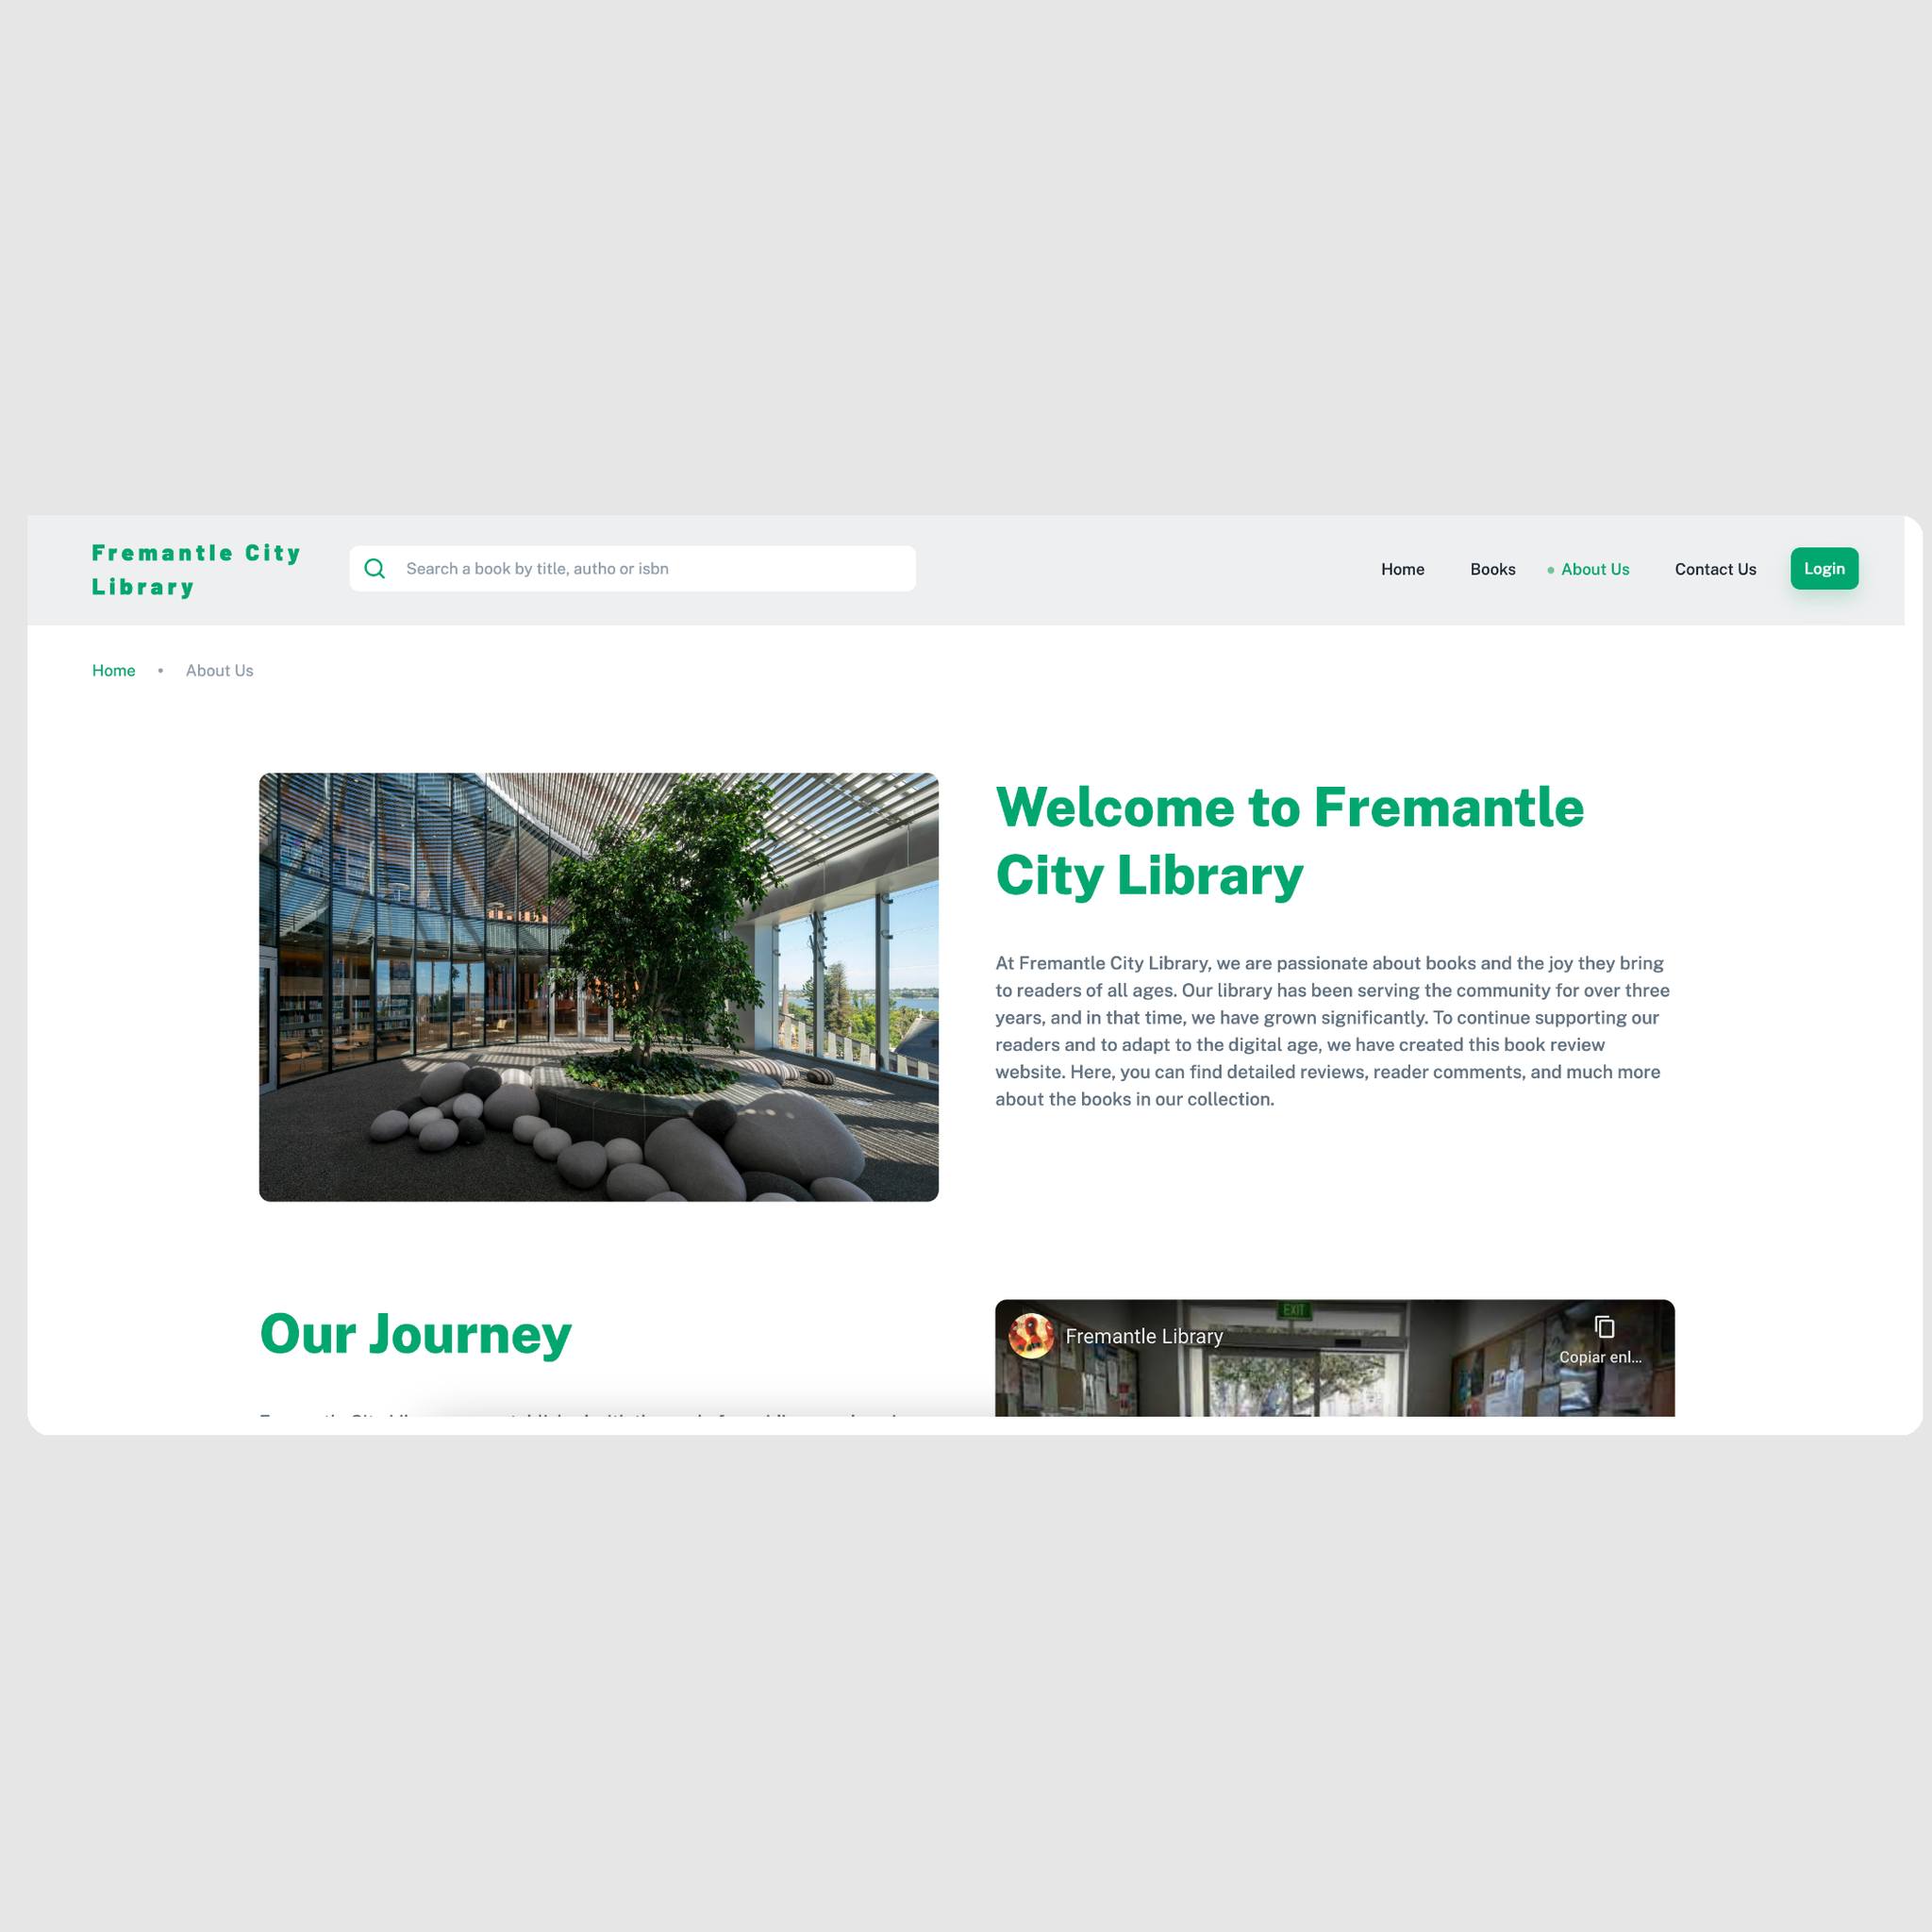 Fremantle City
Library
Search a book by title, autho or isbn
Home
Books
About Us
Contact Us
Login
Home • About Us
Welcome to Fremantle
City Library
At Fremantle City Library, we are passionate about books and the joy they bring
to readers of all ages. Our library has been serving the community for over three
years, and in that time, we have grown significantly. To continue supporting our
readers and to adapt to the digital age, we have created this book review
website. Here, you can find detailed reviews, reader comments, and much more
about the books in our collection.
Our Journey
EXIT
Fremantle Library
Copiar enl...